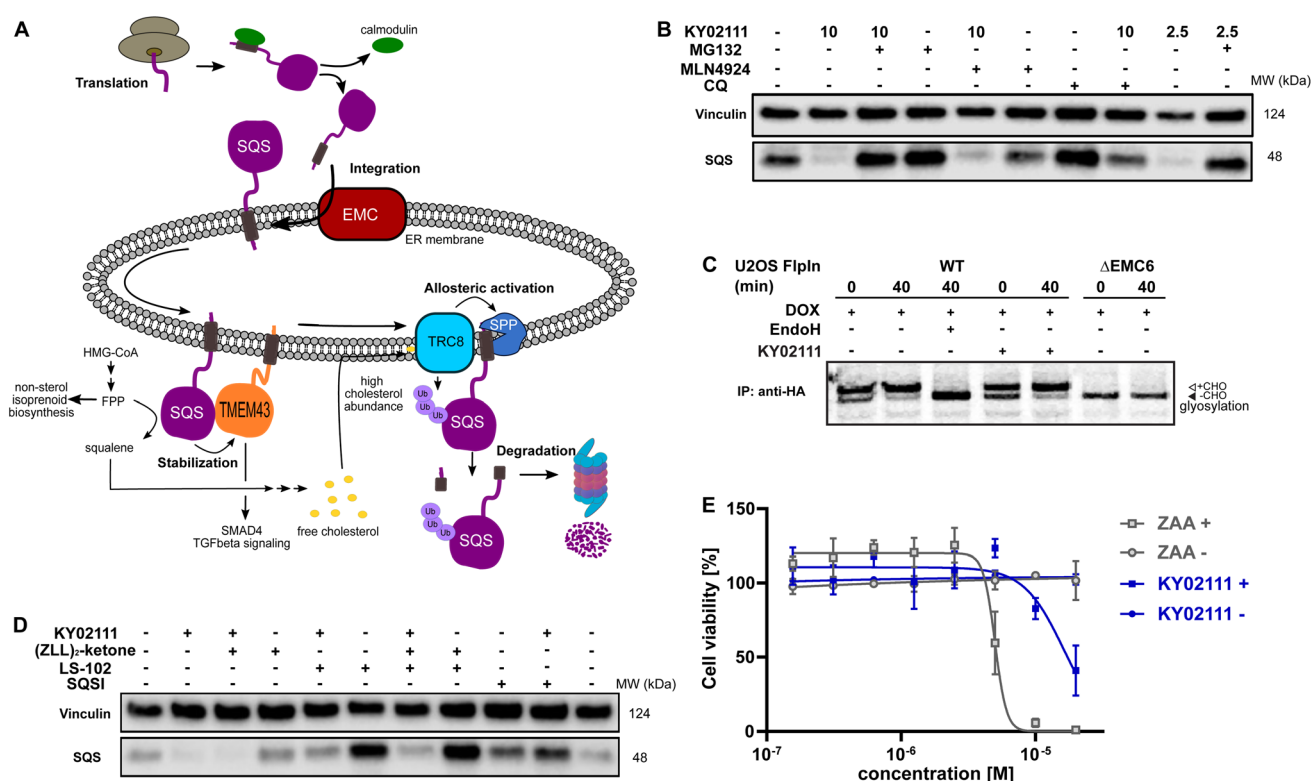 A
Translation
calmodulin
SQS
Integration
EMC
ER membrane
Allosteric activation
SPP
TRC8
HMG-CoA
FPP
non-sterol
isoprenoid
biosynthesis
squalene
SQS
TMEM43
Stabilization
SMAD4
TGFbeta signaling
free cholesterol
high
cholesterol
abundance
Ub
Ub
Ub
SQS
Degradation
Ub
Ub
Ub
SQS
B
KY02111 - 10 10 - 10 - - 10 2.5 2.5
MG132 - - + + - - - - - +
MLN4924 - - - - + + - - - -
CQ - - - - - - + + - -
MW (kDa)
Vinculin 124
SQS 48
C
U2OS FlpIn WT ΔEMC6
(min) 0 40 40 0 40 0 40
DOX + + + + + + +
EndoH - - + - - - -
KY02111 - - - + + - -
IP: anti-HA
+CHO
-CHO
glyosylation
D
KY02111 - + + - + - + - - + -
(ZLL)₂-ketone - - + + - - + + - - -
LS-102 - - - - + + + + - - -
SQSI - - - - - - - - + + -
MW (kDa)
Vinculin 124
SQS 48
E
Cell viability [%]
150
100
50
0
10⁻⁷ 10⁻⁶ 10⁻⁵
concentration [M]
ZAA +
ZAA -
KY02111 +
KY02111 -